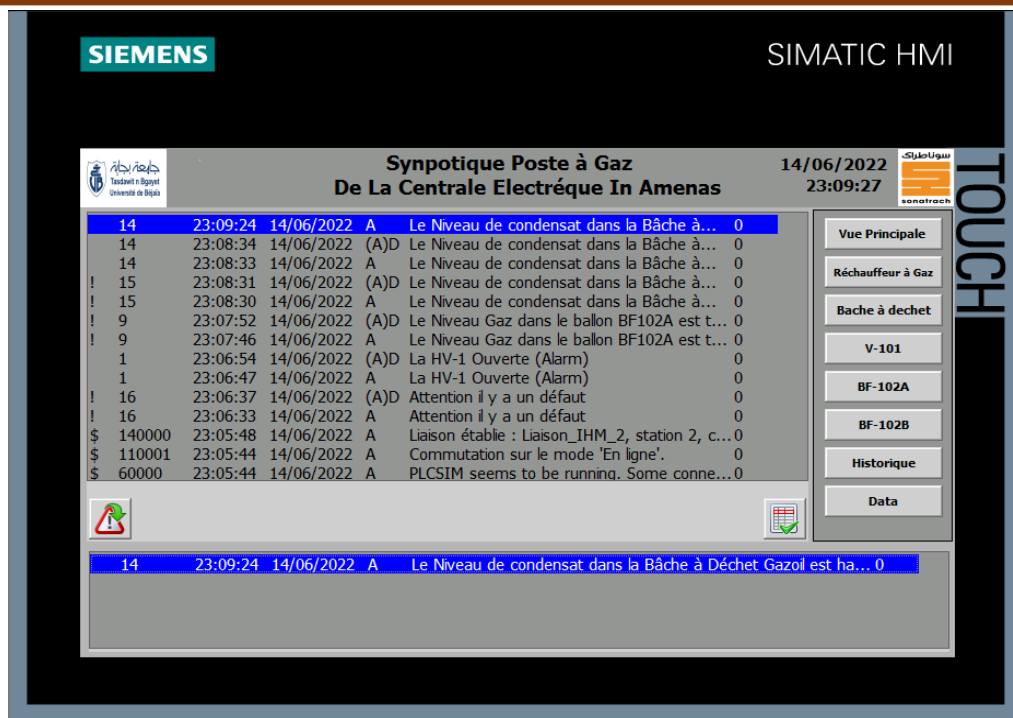 SIEMENS
SIMATIC HMI
TOUCH
جامعة بجاية
Tasdawit n Bgayet
Université de Béjaïa
Synpotique Poste à Gaz
De La Centrale Electréque In Amenas
14/06/2022
23:09:27
سوناطراك
sonatrach
14 23:09:24 14/06/2022 A Le Niveau de condensat dans la Bâche à... 0
14 23:08:34 14/06/2022 (A)D Le Niveau de condensat dans la Bâche à... 0
14 23:08:33 14/06/2022 A Le Niveau de condensat dans la Bâche à... 0
! 15 23:08:31 14/06/2022 (A)D Le Niveau de condensat dans la Bâche à... 0
! 15 23:08:30 14/06/2022 A Le Niveau de condensat dans la Bâche à... 0
! 9 23:07:52 14/06/2022 (A)D Le Niveau Gaz dans le ballon BF102A est t... 0
! 9 23:07:46 14/06/2022 A Le Niveau Gaz dans le ballon BF102A est t... 0
1 23:06:54 14/06/2022 (A)D La HV-1 Ouverte (Alarm) 0
1 23:06:47 14/06/2022 A La HV-1 Ouverte (Alarm) 0
! 16 23:06:37 14/06/2022 (A)D Attention il y a un défaut 0
! 16 23:06:33 14/06/2022 A Attention il y a un défaut 0
$ 140000 23:05:48 14/06/2022 A Liaison établie : Liaison_IHM_2, station 2, c... 0
$ 110001 23:05:44 14/06/2022 A Commutation sur le mode 'En ligne'. 0
$ 60000 23:05:44 14/06/2022 A PLCSIM seems to be running. Some conne... 0
Vue Principale
Réchauffeur à Gaz
Bache à dechet
V-101
BF-102A
BF-102B
Historique
Data
14 23:09:24 14/06/2022 A Le Niveau de condensat dans la Bâche à Déchet Gazoil est ha... 0